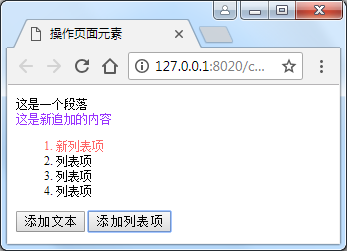 操作页面元素
127.0.0.1:8020/c...
这是一个段落
这是新追加的内容
1. 新列表项
2. 列表项
3. 列表项
4. 列表项
添加文本 添加列表项